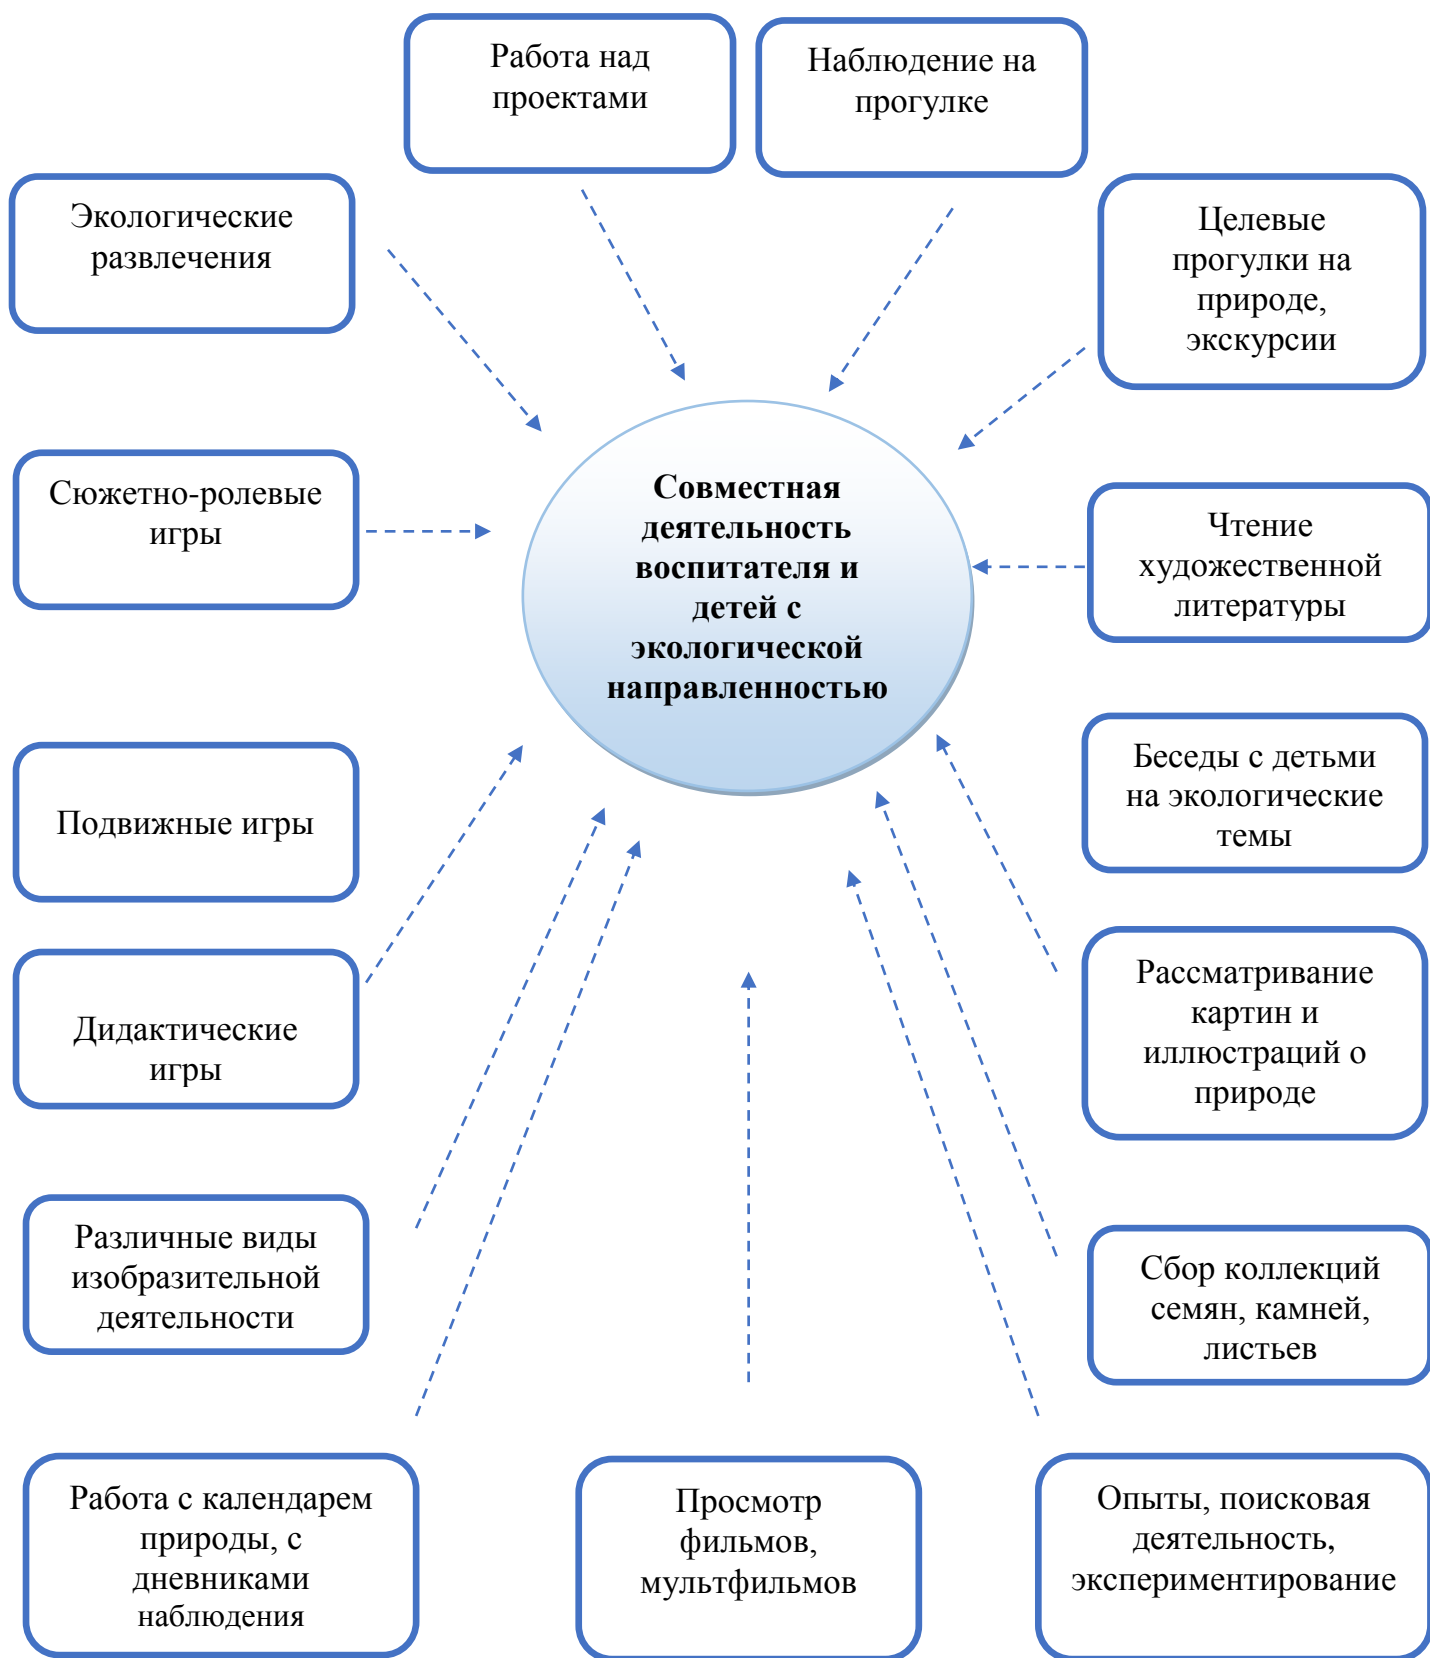 Работа над
проектами
Наблюдение на
прогулке
Экологические
развлечения
Целевые
прогулки на
природе,
экскурсии
Сюжетно-ролевые
игры
Совместная
деятельность
воспитателя и
детей с
экологической
направленностью
Чтение
художественной
литературы
Подвижные игры
Беседы с детьми
на экологические
темы
Дидактические
игры
Рассматривание
картин и
иллюстраций о
природе
Различные виды
изобразительной
деятельности
Сбор коллекций
семян, камней,
листьев
Работа с календарем
природы, с
дневниками
наблюдения
Просмотр
фильмов,
мультфильмов
Опыты, поисковая
деятельность,
экспериментирование